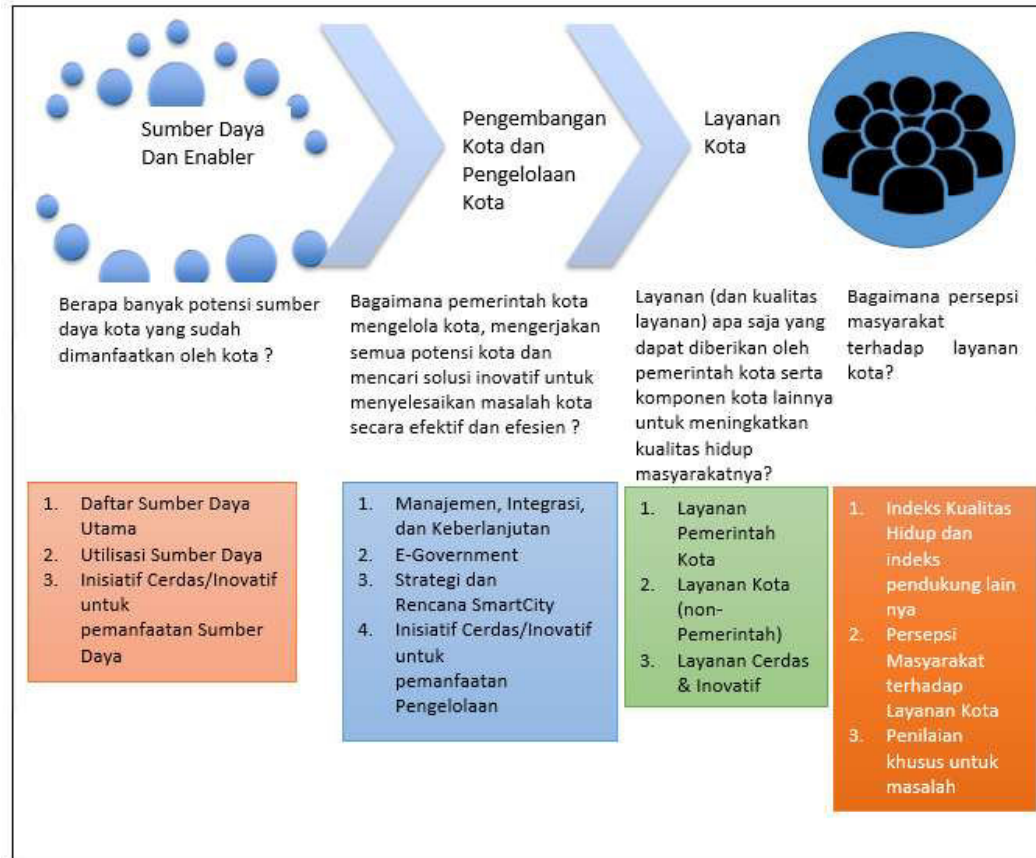 Sumber Daya
Dan Enabler
Pengembangan
Kota dan
Pengelolaan
Kota
Layanan
Kota
Berapa banyak potensi sumber
daya kota yang sudah
dimanfaatkan oleh kota ?
Bagaimana pemerintah kota
mengelola kota, mengerjakan
semua potensi kota dan
mencari solusi inovatif untuk
menyelesaikan masalah kota
secara efektif dan efesien ?
Layanan (dan kualitas
layanan) apa saja yang
dapat diberikan oleh
pemerintah kota serta
komponen kota lainnya
untuk meningkatkan
kualitas hidup
masyarakatnya?
Bagaimana persepsi
masyarakat
terhadap layanan
kota?
1. Daftar Sumber Daya
Utama
2. Utilisasi Sumber Daya
3. Inisiatif Cerdas/Inovatif
untuk
pemanfaatan Sumber
Daya
1. Manajemen, Integrasi,
dan Keberlanjutan
2. E-Government
3. Strategi dan
Rencana SmartCity
4. Inisiatif Cerdas/Inovatif
untuk
pemanfaatan
Pengelolaan
1. Layanan
Pemerintah
Kota
2. Layanan Kota
(non-
Pemerintah)
3. Layanan Cerdas
& Inovatif
1. Indeks Kualitas
Hidup dan
indeks
pendukung lain
nya
2. Persepsi
Masyarakat
terhadap
Layanan Kota
3. Penilaian
khusus untuk
masalah